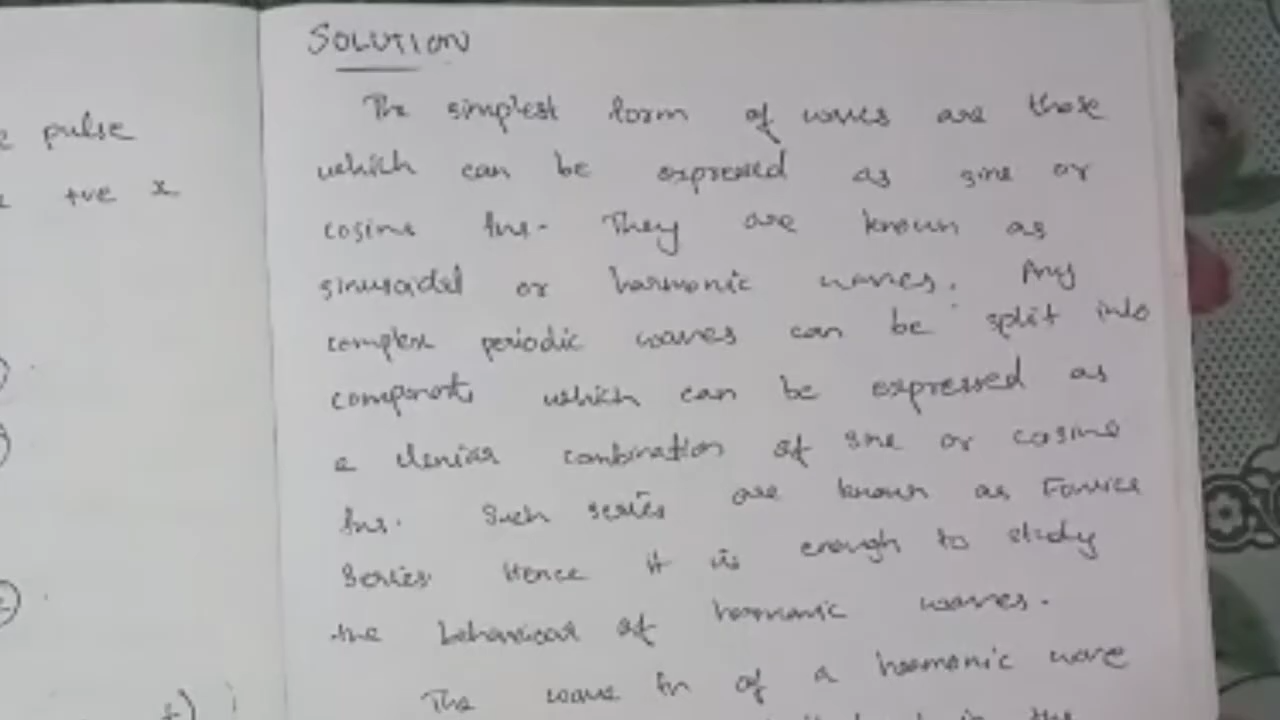 pulse
+ve x
SOLUTION
The simplest form of waves are those
which can be expressed as sine or
cosine fns. They are known as
sinusoidal or harmonic waves. Any
complex periodic waves can be split into
components which can be expressed as
a linear combination of sine or cosine
fns. Such series are known as Fourier
series. Hence it is enough to study
the behaviour of harmonic waves.
The wave fn of a harmonic wave
in the